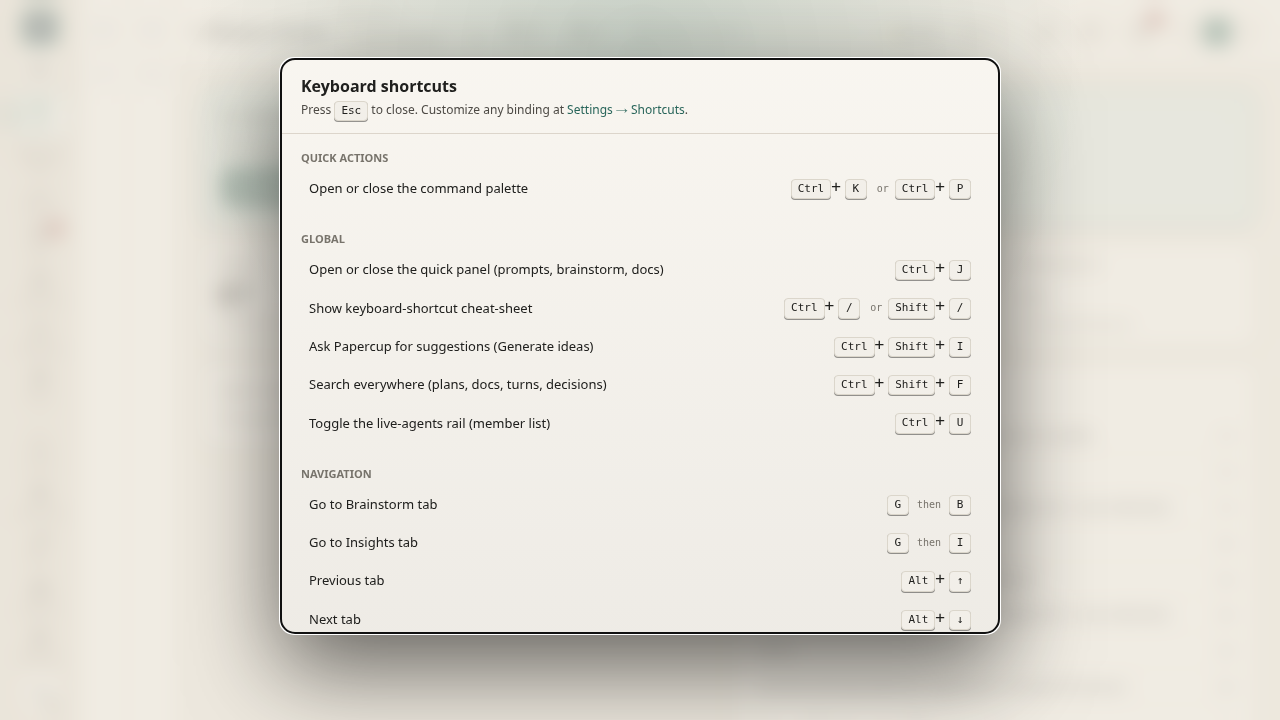 Keyboard shortcuts
Press Esc to close. Customize any binding at Settings → Shortcuts.
QUICK ACTIONS
Open or close the command palette Ctrl + K or Ctrl + P
GLOBAL
Open or close the quick panel (prompts, brainstorm, docs) Ctrl + J
Show keyboard-shortcut cheat-sheet Ctrl + / or Shift + /
Ask Papercup for suggestions (Generate ideas) Ctrl + Shift + I
Search everywhere (plans, docs, turns, decisions) Ctrl + Shift + F
Toggle the live-agents rail (member list) Ctrl + U
NAVIGATION
Go to Brainstorm tab G then B
Go to Insights tab G then I
Previous tab Alt + ↑
Next tab Alt + ↓